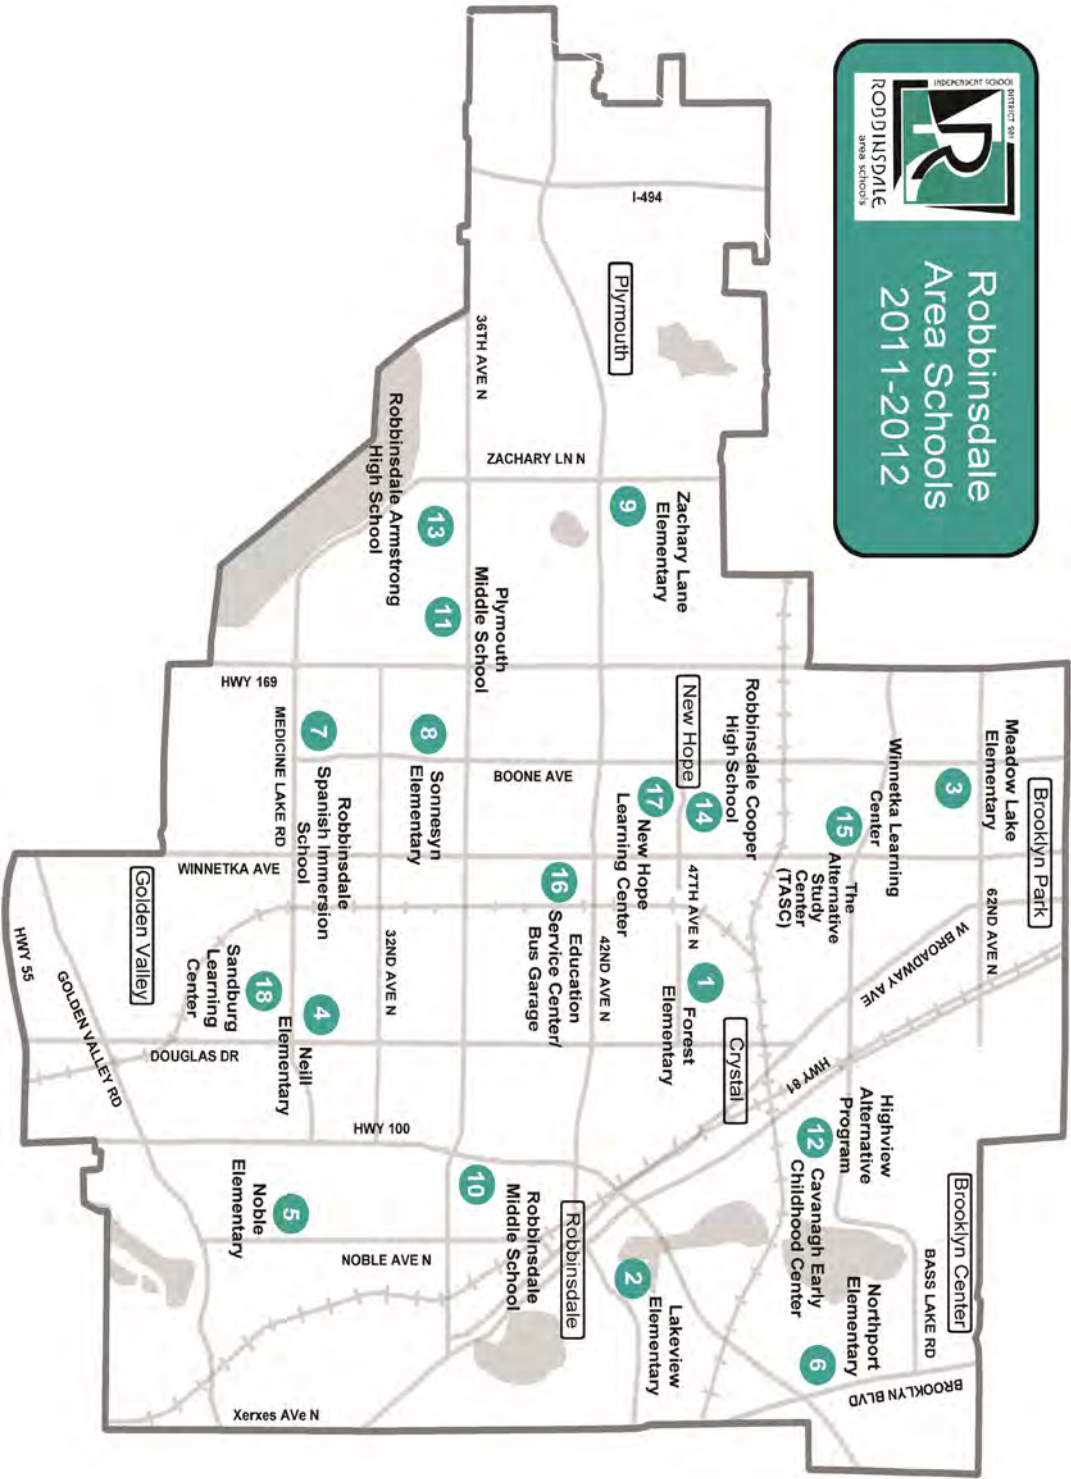 INDEPENDENT SCHOOL DISTRICT 281
ROBBINSDALE
area schools
Robbinsdale
Area Schools
2011-2012
Brooklyn Park
Meadow Lake
Elementary
3
62ND AVE N
Brooklyn Center
BASS LAKE RD
BROOKLYN BLVD
Winnetka Learning
Center
15
The
Alternative
Study
Center
(TASC)
W BROADWAY AVE
HWY 81
Highview
Alternative
Program
12
Cavanagh Early
Childhood Center
Northport
Elementary
6
Robbinsdale Cooper
High School
14
New Hope
17
New Hope
Learning Center
47TH AVE N
1
Forest
Elementary
Crystal
Lakeview
Elementary
2
I-494
Plymouth
Zachary Lane
Elementary
9
ZACHARY LN N
42ND AVE N
16
Education
Service Center/
Bus Garage
Robbinsdale
BOONE AVE
36TH AVE N
Plymouth
Middle School
11
13
Robbinsdale Armstrong
High School
8
Sonnesyn
Elementary
32ND AVE N
HWY 100
10
Robbinsdale
Middle School
NOBLE AVE N
7
Robbinsdale
Spanish Immersion
School
MEDICINE LAKE RD
HWY 169
WINNETKA AVE
4
Neill
Elementary
18
Sandburg
Learning
Center
DOUGLAS DR
5
Noble
Elementary
Golden Valley
GOLDEN VALLEY RD
HWY 55
Xerxes AVe N